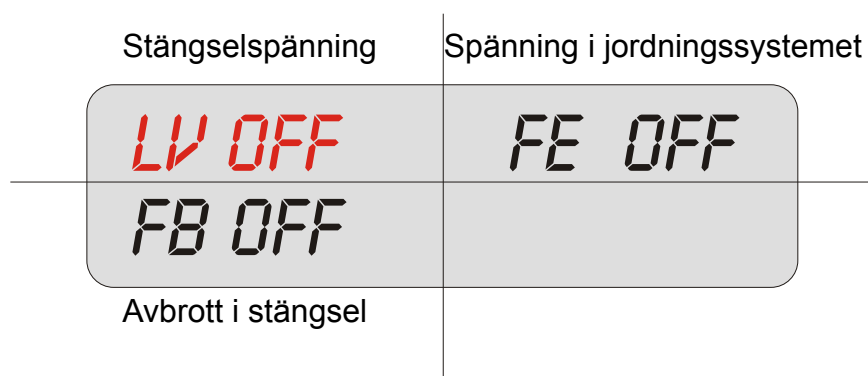 Stängselspänning Spänning i jordningssystemet
LV OFF FE OFF
FB OFF
Avbrott i stängsel